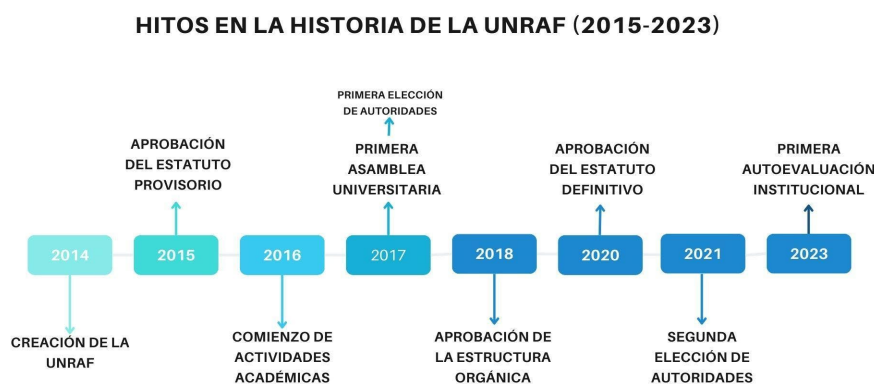 HITOS EN LA HISTORIA DE LA UNRAF (2015-2023)
PRIMERA ELECCIÓN
DE AUTORIDADES
APROBACIÓN
DEL ESTATUTO
PROVISORIO
PRIMERA
ASAMBLEA
UNIVERSITARIA
APROBACIÓN
DEL ESTATUTO
DEFINITIVO
PRIMERA
AUTOEVALUACIÓN
INSTITUCIONAL
2014
2015
2016
2017
2018
2020
2021
2023
CREACIÓN DE LA
UNRAF
COMIENZO DE
ACTIVIDADES
ACADÉMICAS
APROBACIÓN DE
LA ESTRUCTURA
ORGÁNICA
SEGUNDA
ELECCIÓN DE
AUTORIDADES